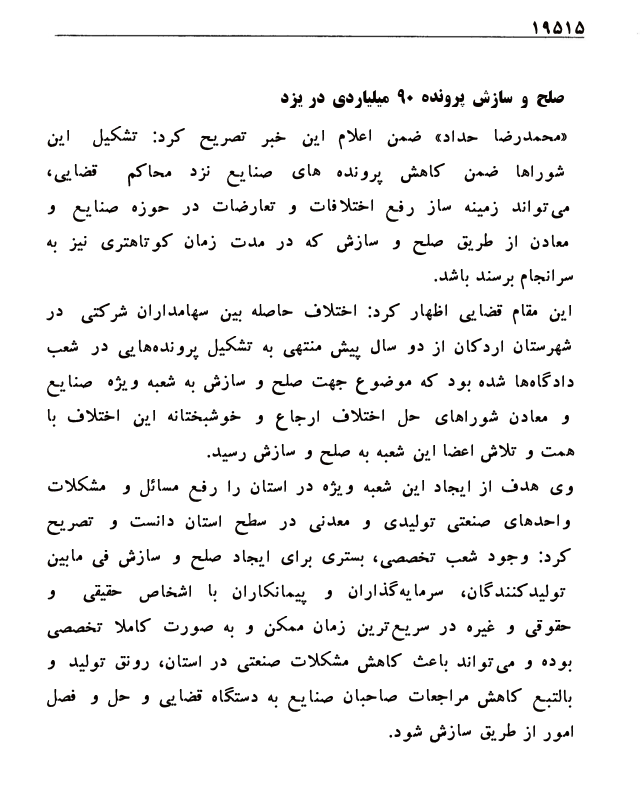 ۱۹۵۱۵
صلح و سازش پرونده ۹۰ میلیاردی در یزد
«محمدرضا حداد» ضمن اعلام این خبر تصریح کرد: تشکیل این
شوراها ضمن کاهش پرونده های صنایع نزد محاکم قضایی،
می‌تواند زمینه ساز رفع اختلافات و تعارضات در حوزه صنایع و
معادن از طریق صلح و سازش که در مدت زمان کوتاهتری نیز به
سرانجام برسند باشد.
این مقام قضایی اظهار کرد: اختلاف حاصله بین سهامداران شرکتی در
شهرستان اردکان از دو سال پیش منتهی به تشکیل پرونده‌هایی در شعب
دادگاه‌ها شده بود که موضوع جهت صلح و سازش به شعبه ویژه صنایع
و معادن شوراهای حل اختلاف ارجاع و خوشبختانه این اختلاف با
همت و تلاش اعضا این شعبه به صلح و سازش رسید.
وی هدف از ایجاد این شعبه ویژه در استان را رفع مسائل و مشکلات
واحدهای صنعتی تولیدی و معدنی در سطح استان دانست و تصریح
کرد: وجود شعب تخصصی، بستری برای ایجاد صلح و سازش فی مابین
تولیدکنندگان، سرمایه‌گذاران و پیمانکاران با اشخاص حقیقی و
حقوقی و غیره در سریع‌ترین زمان ممکن و به صورت کاملا تخصصی
بوده و می‌تواند باعث کاهش مشکلات صنعتی در استان، رونق تولید و
بالتبع کاهش مراجعات صاحبان صنایع به دستگاه قضایی و حل و فصل
امور از طریق سازش شود.